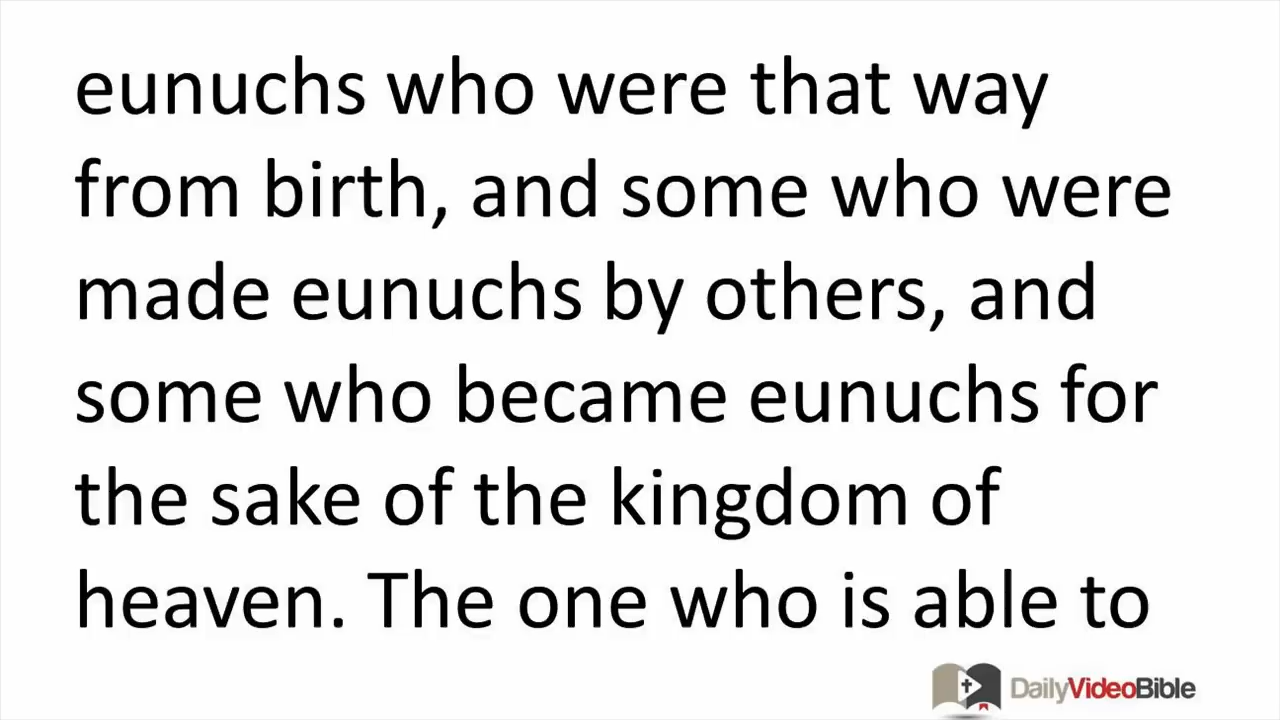 eunuchs who were that way
from birth, and some who were
made eunuchs by others, and
some who became eunuchs for
the sake of the kingdom of
heaven. The one who is able to
DailyVideoBible